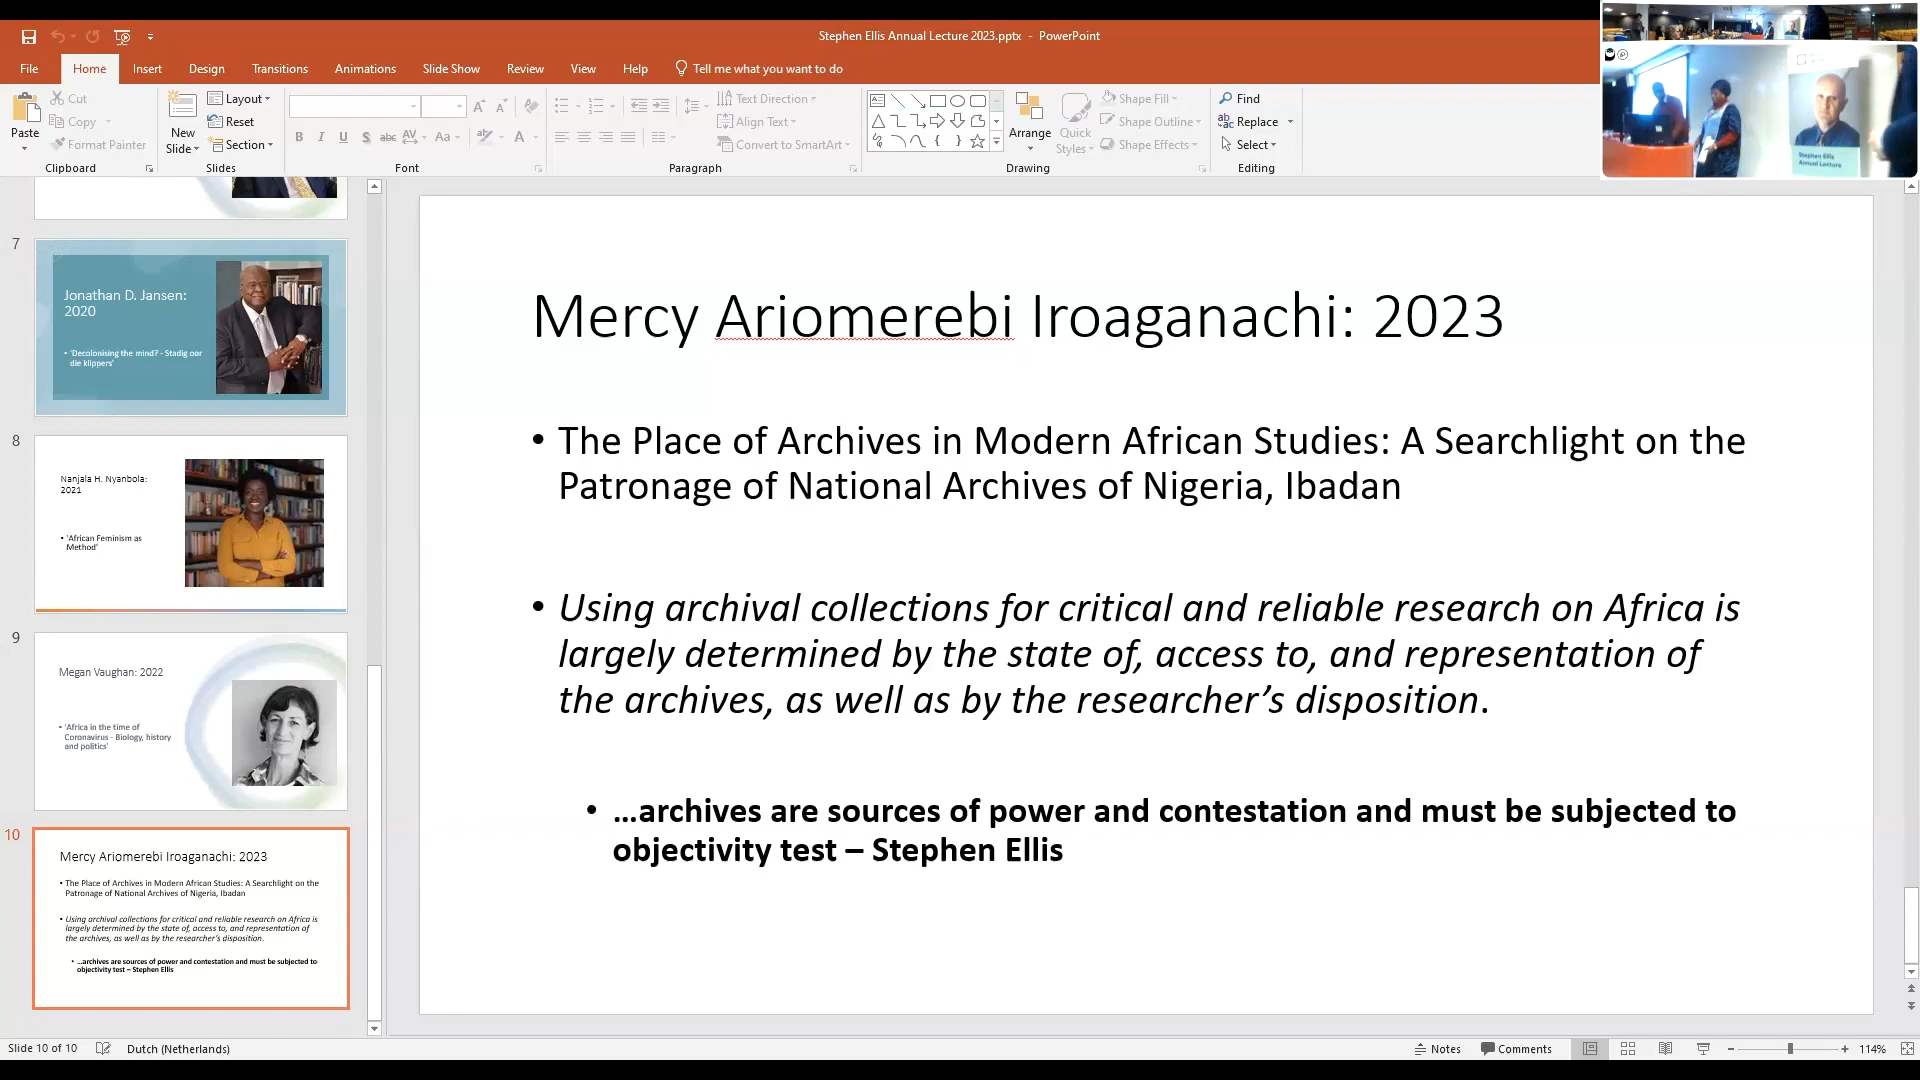 Stephen Ellis Annual Lecture 2023.pptx - PowerPoint
File Home Insert Design Transitions Animations Slide Show Review View Help Tell me what you want to do
Paste
Cut
Copy
Format Painter
Clipboard
New Slide
Layout
Reset
Section
Slides
Font
Text Direction
Align Text
Convert to SmartArt
Paragraph
Arrange
Quick Styles
Shape Fill
Shape Outline
Shape Effects
Drawing
Find
Replace
Select
Editing
Stephen Ellis
Annual Lecture
7
Jonathan D. Jansen:
2020
• 'Decolonising the mind? - Stadig oor
die klippers'
8
Nanjala H. Nyanbola:
2021
• 'African Feminism as
Method'
9
Megan Vaughan: 2022
• 'Africa in the time of
Coronavirus - Biology, history
and politics'
10
Mercy Ariomerebi Iroaganachi: 2023
• The Place of Archives in Modern African Studies: A Searchlight on the
Patronage of National Archives of Nigeria, Ibadan
• Using archival collections for critical and reliable research on Africa is
largely determined by the state of, access to, and representation of
the archives, as well as by the researcher's disposition.
• ...archives are sources of power and contestation and must be subjected to
objectivity test – Stephen Ellis
Mercy Ariomerebi Iroaganachi: 2023
• The Place of Archives in Modern African Studies: A Searchlight on the
Patronage of National Archives of Nigeria, Ibadan
• Using archival collections for critical and reliable research on Africa is
largely determined by the state of, access to, and representation of
the archives, as well as by the researcher's disposition.
• ...archives are sources of power and contestation and must be subjected to
objectivity test – Stephen Ellis
Slide 10 of 10 Dutch (Netherlands) Notes Comments 114%